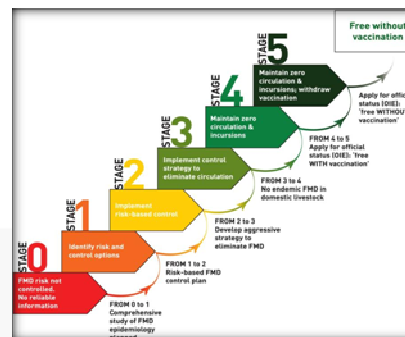 Free without
vaccination
STAGE 5
Maintain zero
circulation &
incursions; withdraw
vaccination
Apply for
status (OIE):
'free WITHOUT
vaccination'
STAGE 4
Maintain zero
circulation &
incursions
FROM 4 to 5
Apply for official
status (OIE): 'free
WITH vaccination'
STAGE 3
Implement control
strategy to
eliminate circulation
FROM 3 to 4
No endemic FMD in
domestic livestock
STAGE 2
Implement
risk-based control
FROM 2 to 3
Develop aggressive
strategy to
eliminate FMD
STAGE 1
Identify risk and
control options
FROM 1 to 2
Risk-based FMD
control plan
STAGE 0
FMD risk not
controlled.
No reliable
information
FROM 0 to 1
Comprehensive
study of FMD
epidemiology